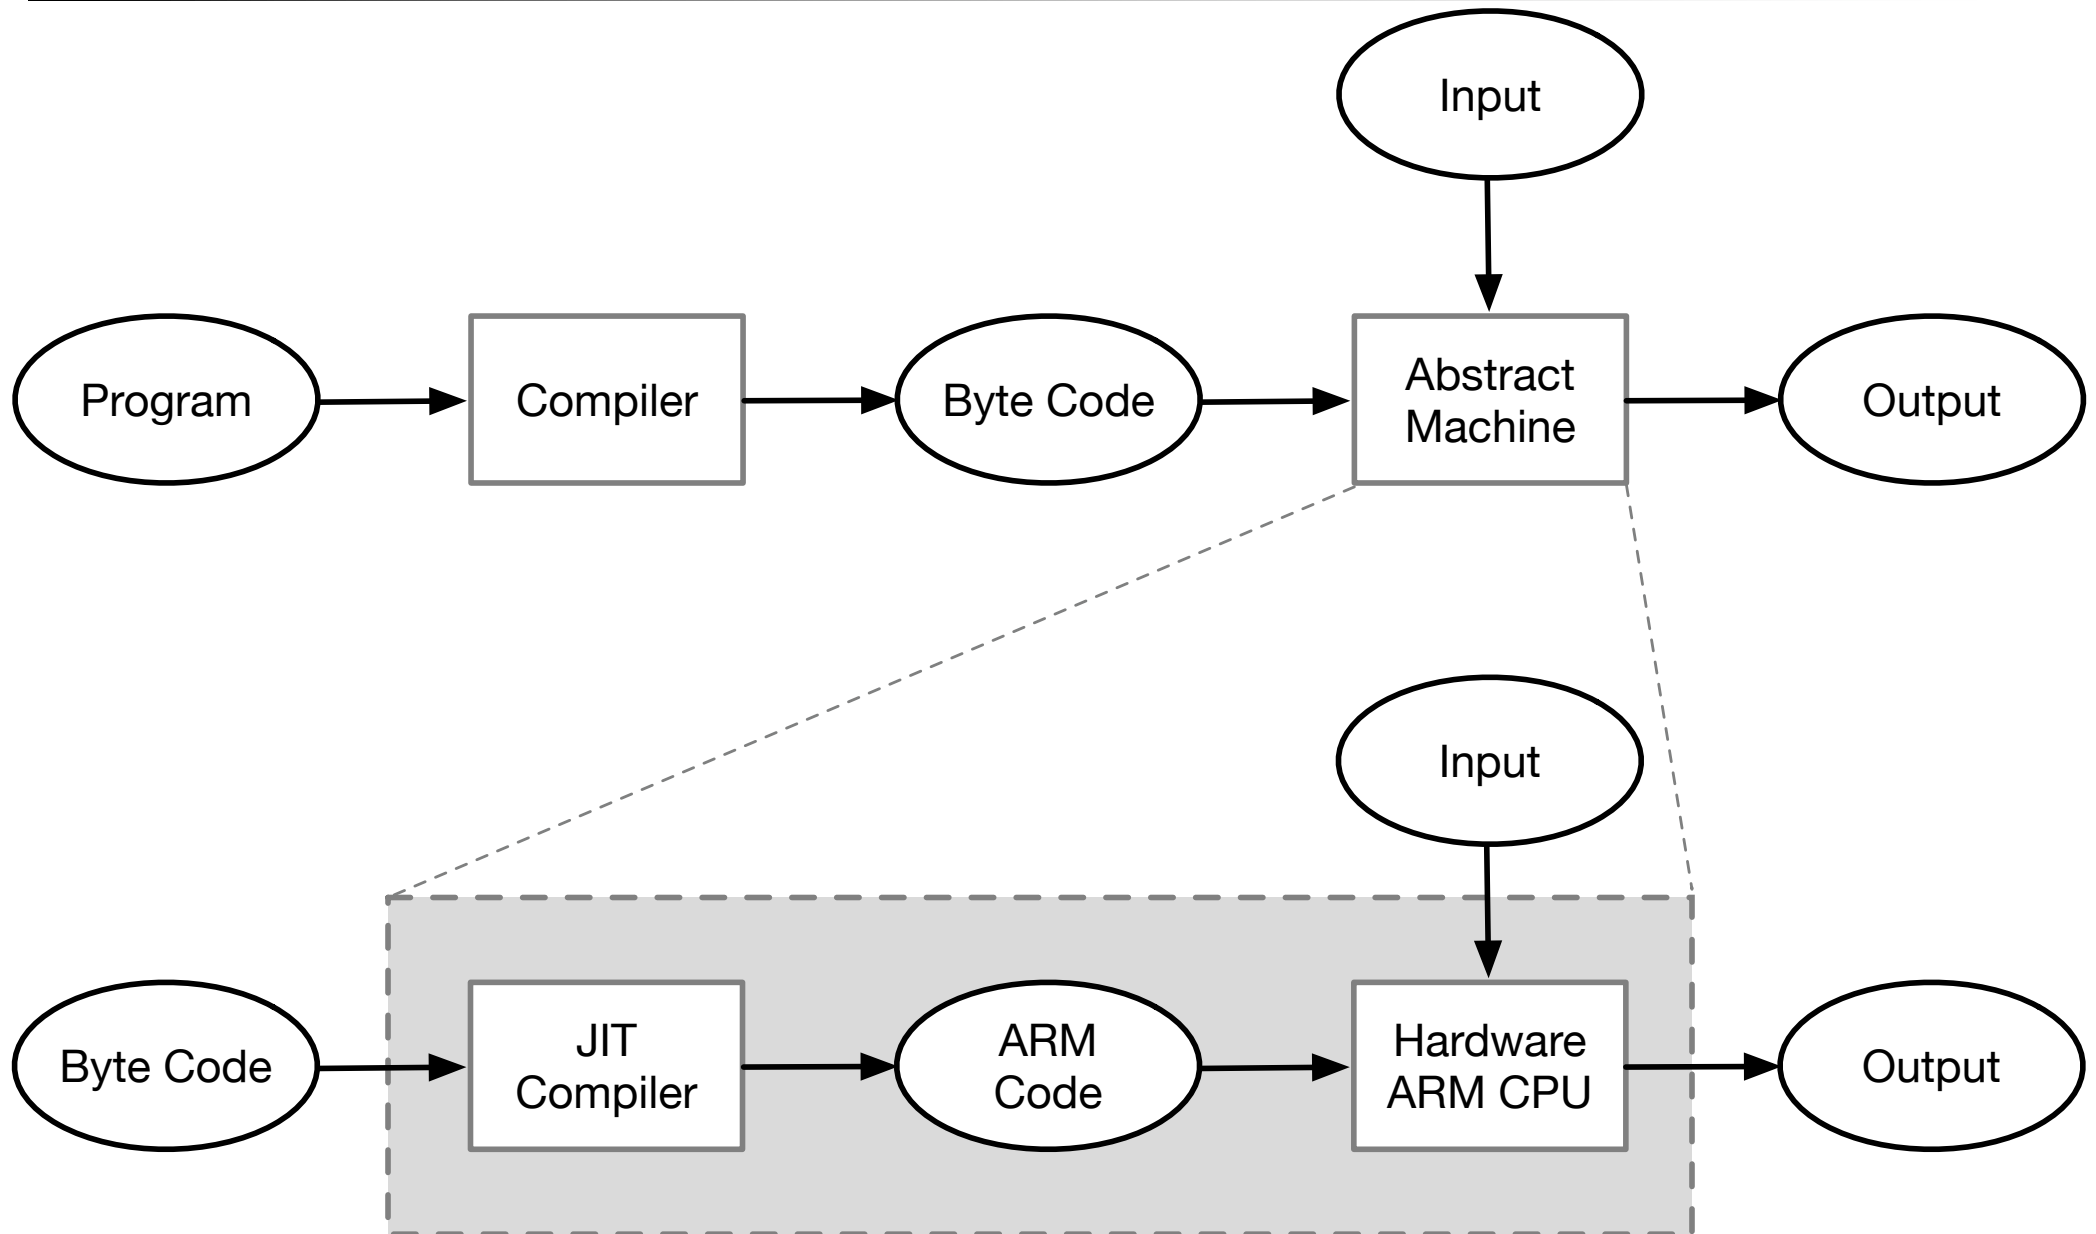 Input
Program
Compiler
Byte Code
Abstract
Machine
Output
Input
Byte Code
JIT
Compiler
ARM
Code
Hardware
ARM CPU
Output